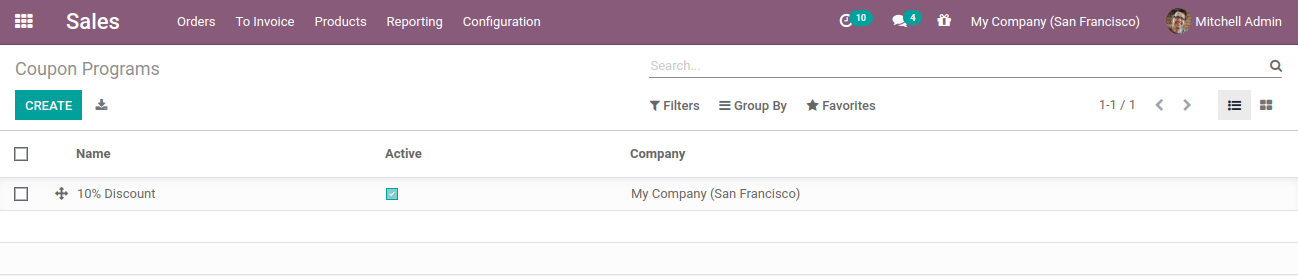 Sales Orders To Invoice Products Reporting Configuration 10 4 My Company (San Francisco) Mitchell Admin
Coupon Programs Search...
CREATE Filters Group By Favorites 1-1 / 1
Name Active Company
10% Discount My Company (San Francisco)